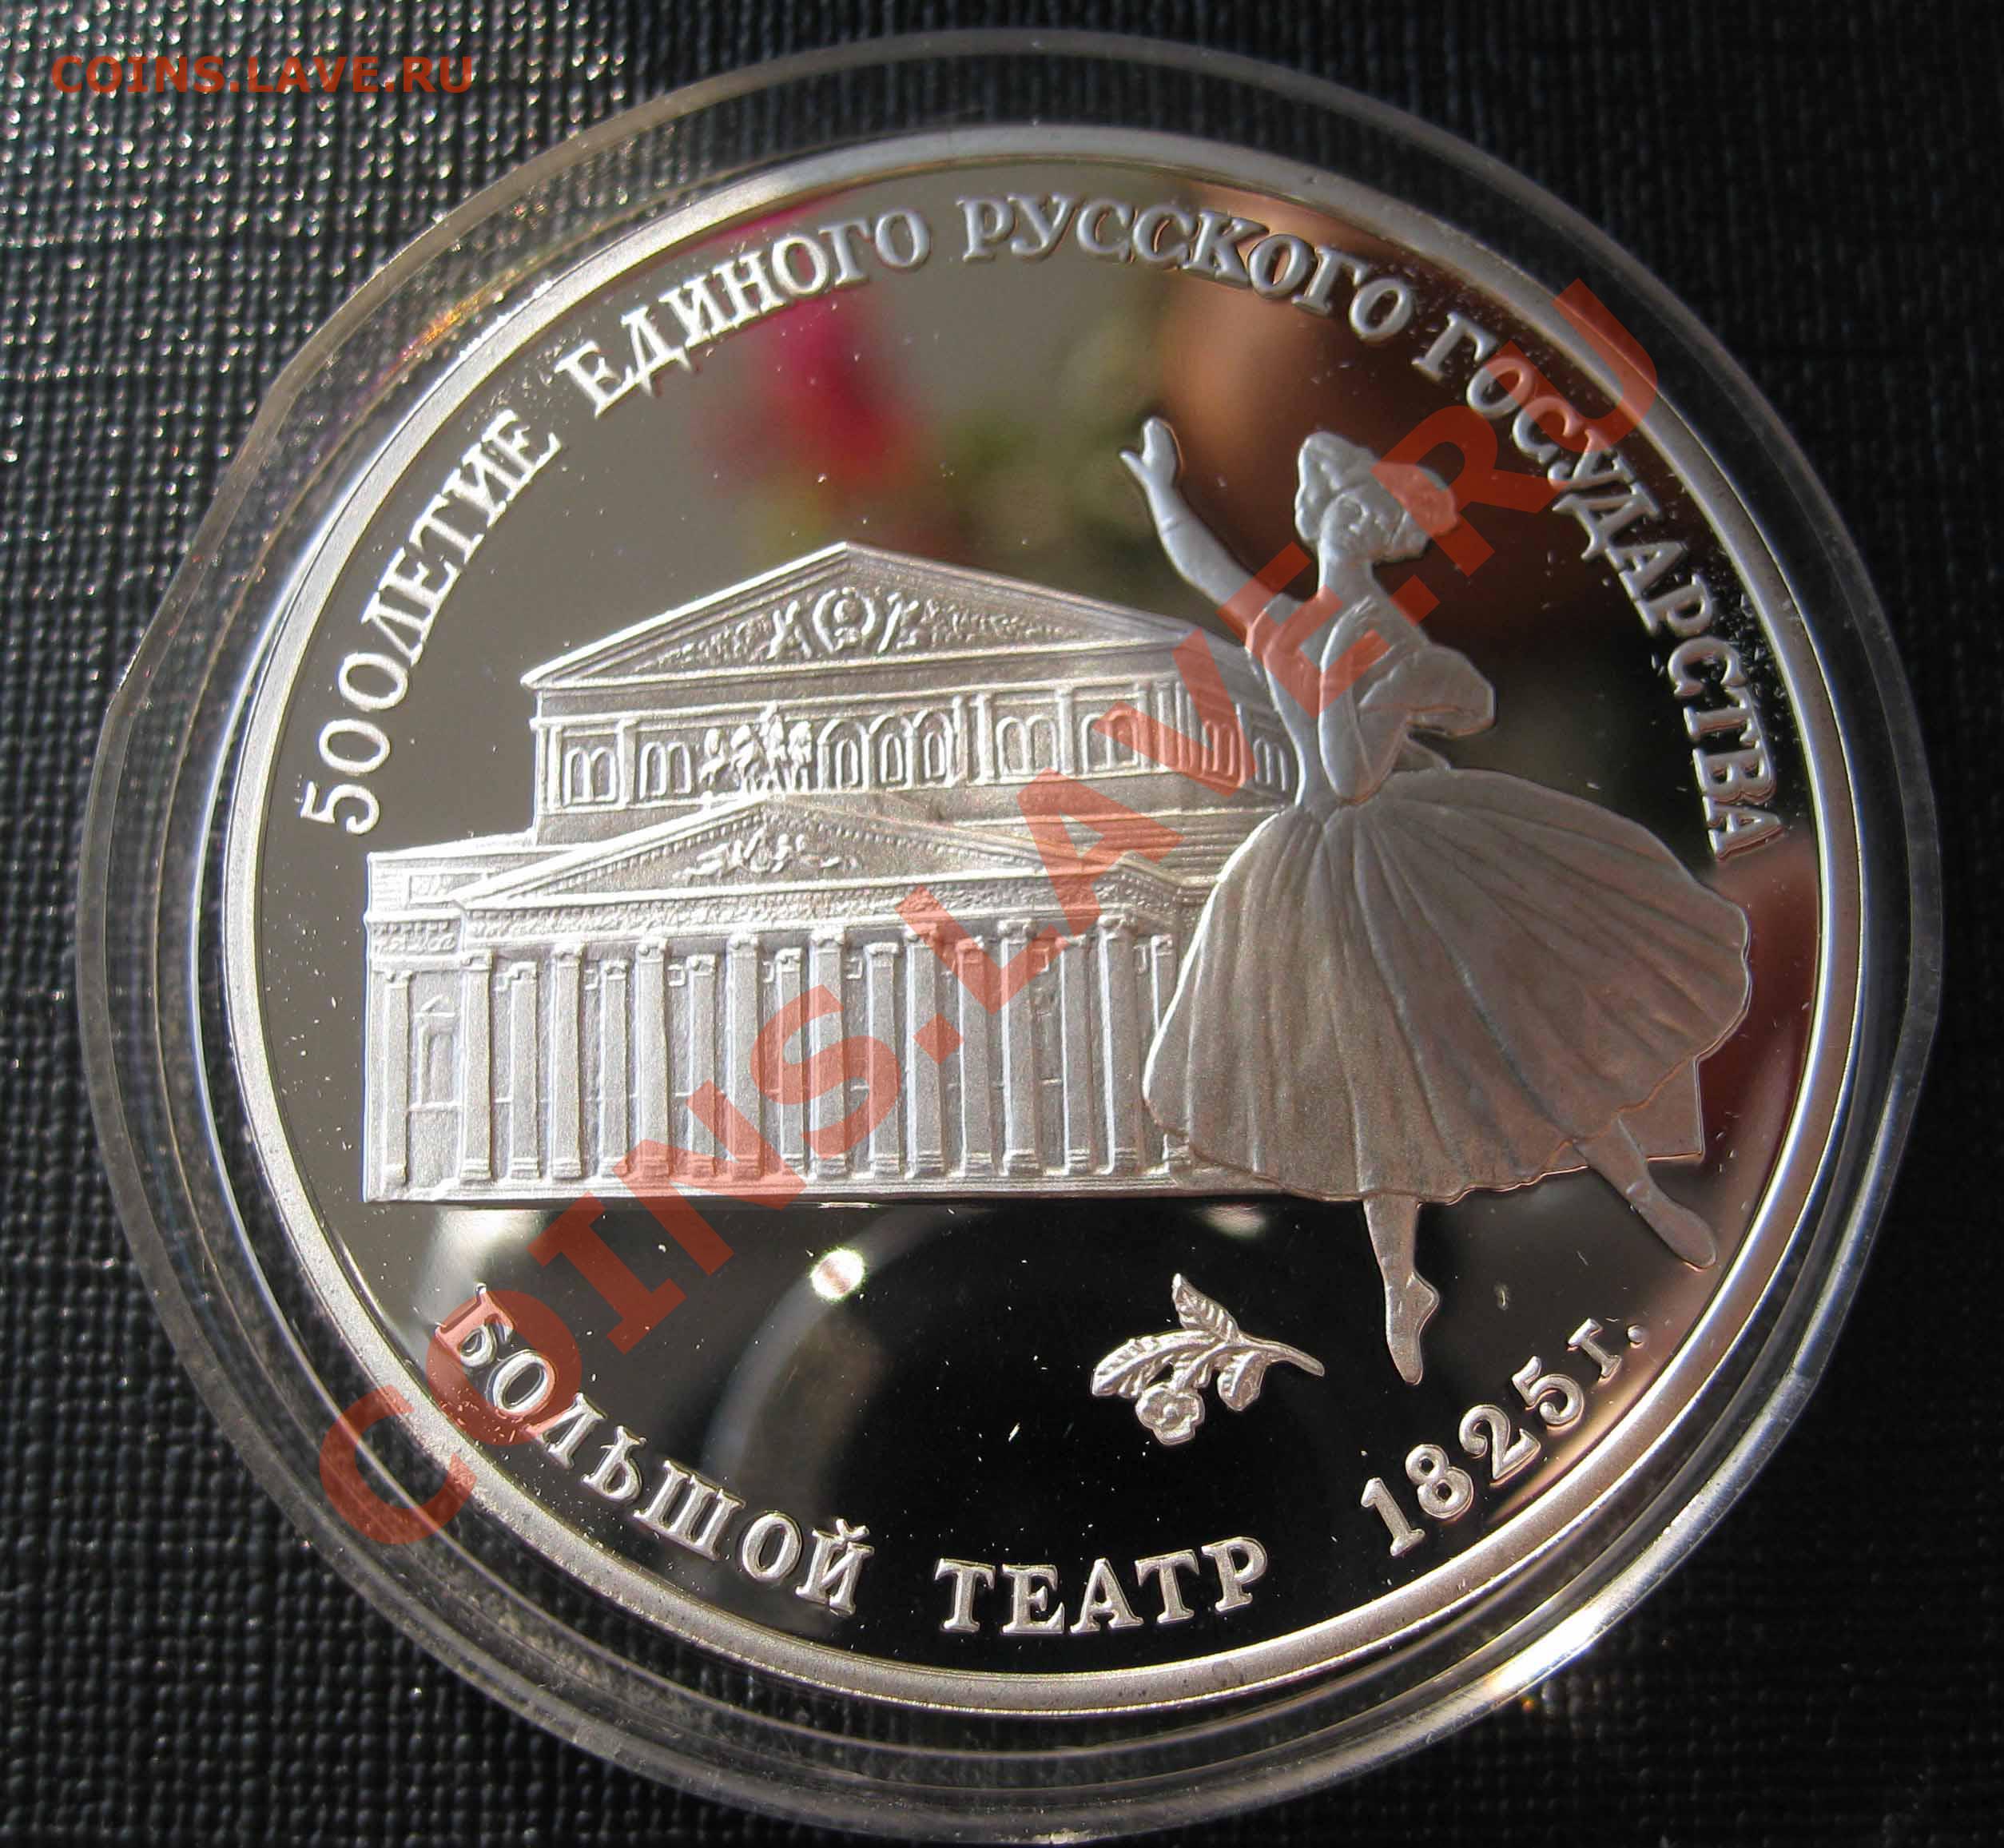 COINS.LAVE.RU
500ЛЕТИЕ ЕДИНОГО РУССКОГО ГОСУДАРСТВА
COINS.LAVE.RU
БОЛЬШОЙ ТЕАТР 1825г.